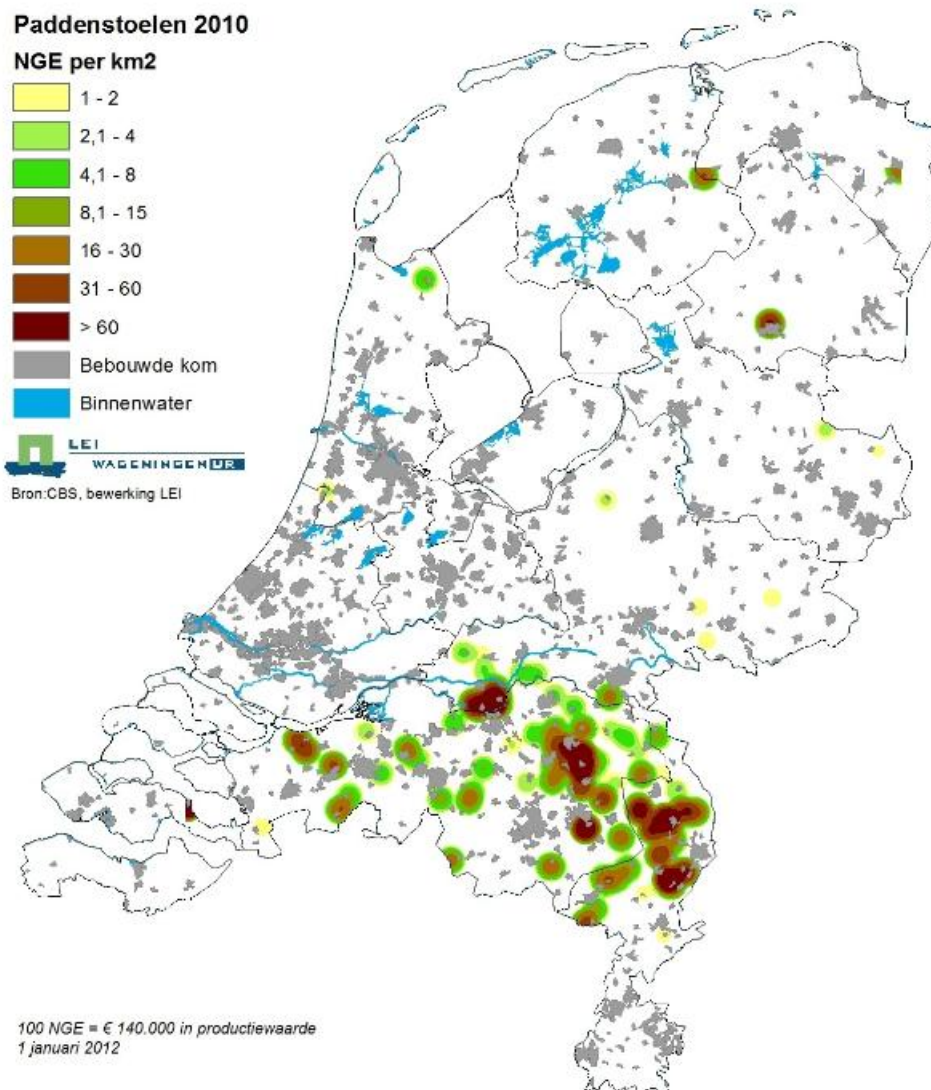 Paddenstoelen 2010
NGE per km2
1 - 2
2,1 - 4
4,1 - 8
8,1 - 15
16 - 30
31 - 60
> 60
Bebouwde kom
Binnenwater
LEI
WAGENINGEN UR
Bron:CBS, bewerking LEI
100 NGE = € 140.000 in productiewaarde
1 januari 2012